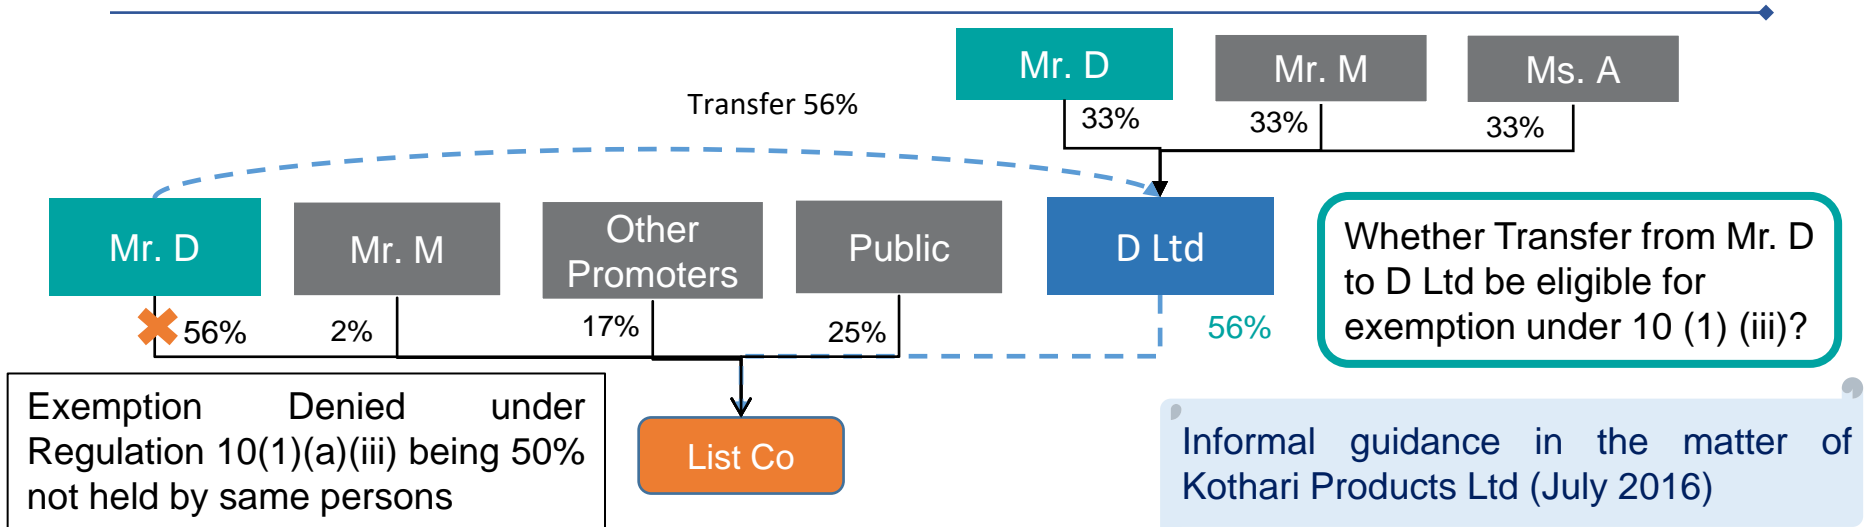 Mr. D
Mr. M
Ms. A
Transfer 56%
33%
33%
33%
Mr. D
Mr. M
Other
Promoters
Public
D Ltd
Whether Transfer from Mr. D
to D Ltd be eligible for
exemption under 10 (1) (iii)?
56%
2%
17%
25%
56%
Exemption Denied under
Regulation 10(1)(a)(iii) being 50%
not held by same persons
List Co
Informal guidance in the matter of
Kothari Products Ltd (July 2016)